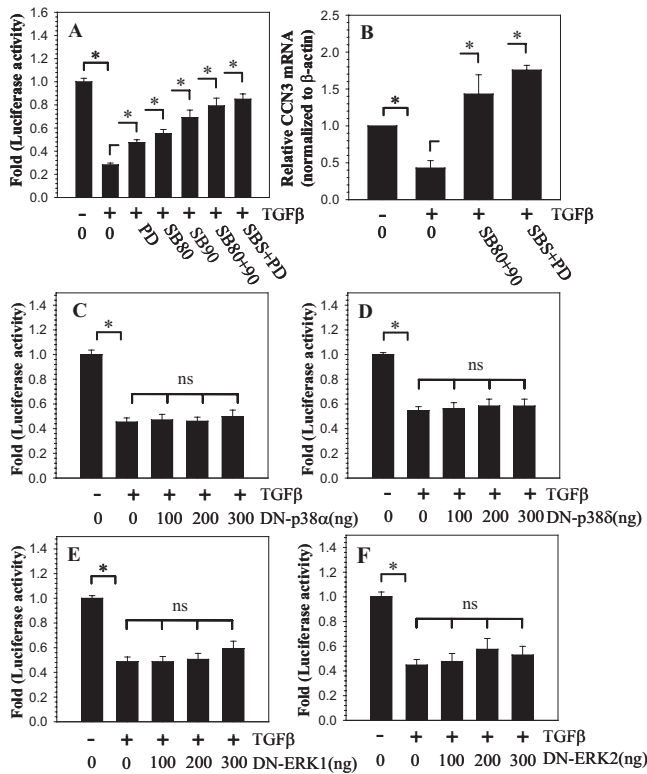 A
Fold (Luciferase activity)
1.6
1.4
1.2
1.0
0.8
0.6
0.4
0.2
0.0
* * * * * *
- + + + + + + TGFβ
0 0 PD SB80 SB90 SB80+90 SBS+PD
B
Relative CCN3 mRNA
(normalized to β-actin)
2.5
2.0
1.5
1.0
0.5
0.0
* * *
- + + + TGFβ
0 0 SB80+90 SBS+PD
C
Fold (Luciferase activity)
1.4
1.2
1.0
0.8
0.6
0.4
0.2
0.0
* ns
- + + + + TGFβ
0 0 100 200 300 DN-p38α(ng)
D
Fold (Luciferase activity)
1.4
1.2
1.0
0.8
0.6
0.4
0.2
0.0
* ns
- + + + + TGFβ
0 0 100 200 300 DN-p38δ(ng)
E
Fold (Luciferase activity)
1.4
1.2
1.0
0.8
0.6
0.4
0.2
0.0
* ns
- + + + + TGFβ
0 0 100 200 300 DN-ERK1(ng)
F
Fold (Luciferase activity)
1.4
1.2
1.0
0.8
0.6
0.4
0.2
0.0
* ns
- + + + + TGFβ
0 0 100 200 300 DN-ERK2(ng)